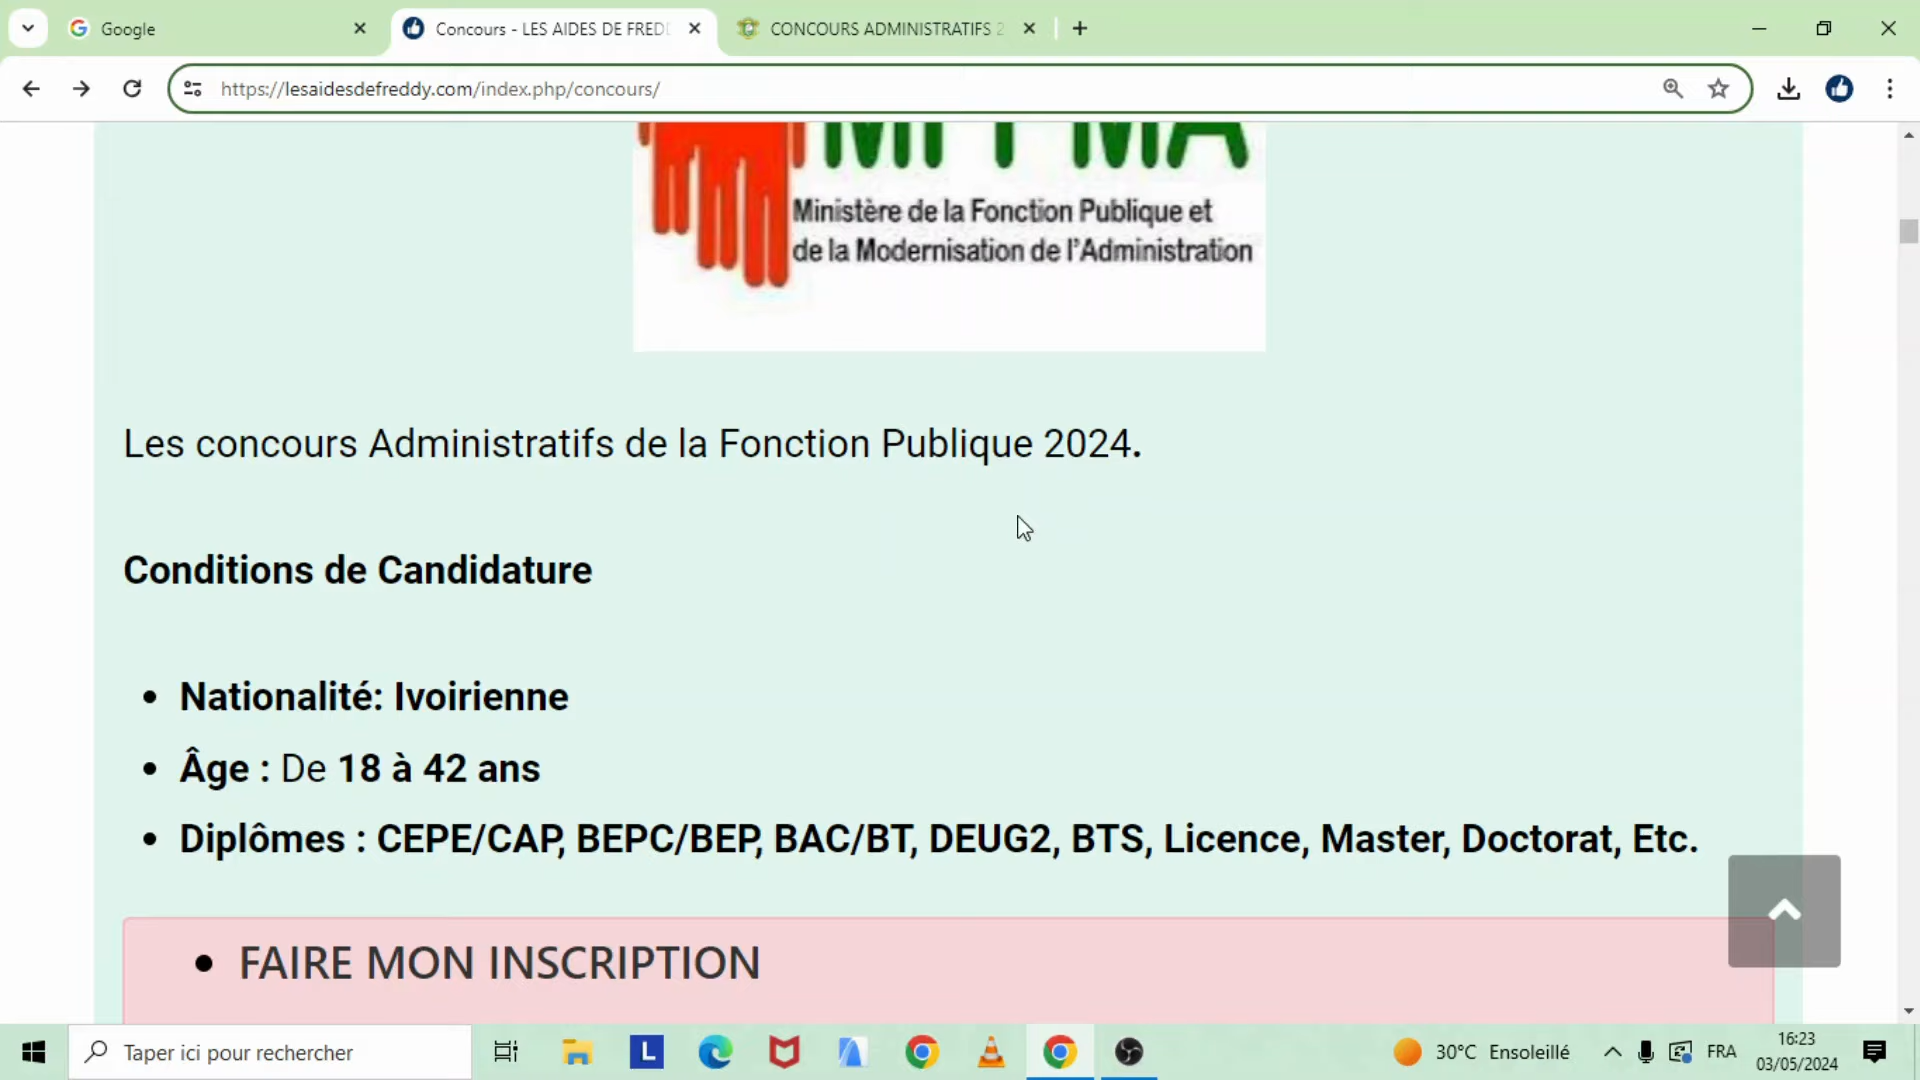 Google
Concours - LES AIDES DE FRED
CONCOURS ADMINISTRATIFS 2
https://lesaidesdefreddy.com/index.php/concours/
MFPMA
Ministère de la Fonction Publique et
de la Modernisation de l'Administration
Les concours Administratifs de la Fonction Publique 2024.
Conditions de Candidature
• Nationalité: Ivoirienne
• Âge : De 18 à 42 ans
• Diplômes : CEPE/CAP, BEPC/BEP, BAC/BT, DEUG2, BTS, Licence, Master, Doctorat, Etc.
• FAIRE MON INSCRIPTION
Taper ici pour rechercher
L
30°C Ensoleillé
FRA
16:23
03/05/2024